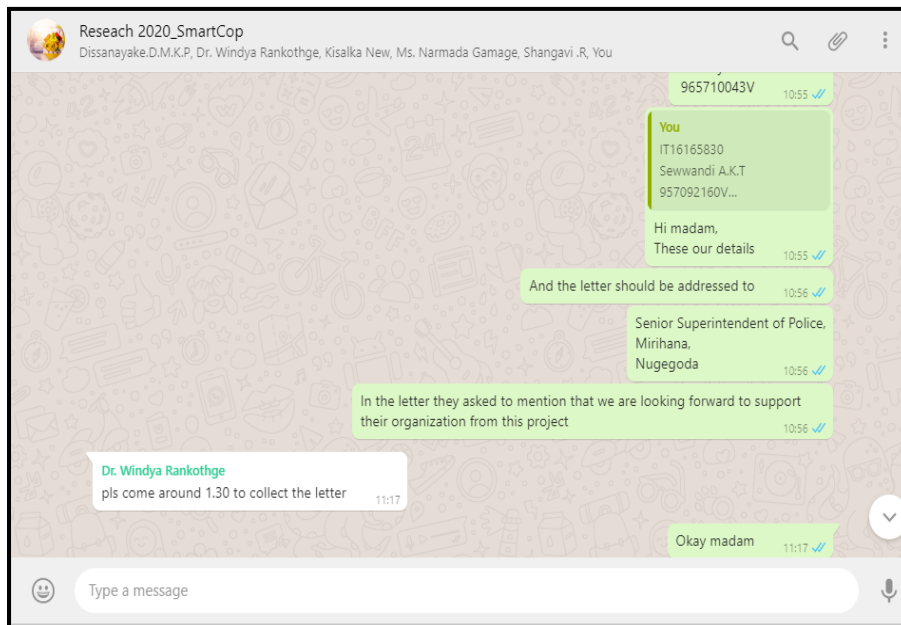 Reseach 2020_SmartCop
Dissanayake.D.M.K.P, Dr. Windya Rankothge, Kisalka New, Ms. Narmada Gamage, Shangavi .R, You
965710043V
10:55
You
IT16165830
Sewwandi A.K.T
957092160V...
Hi madam,
These our details
10:55
And the letter should be addressed to
10:56
Senior Superintendent of Police,
Mirihana,
Nugegoda
10:56
In the letter they asked to mention that we are looking forward to support
their organization from this project
10:56
Dr. Windya Rankothge
pls come around 1.30 to collect the letter
11:17
Okay madam
11:17
Type a message